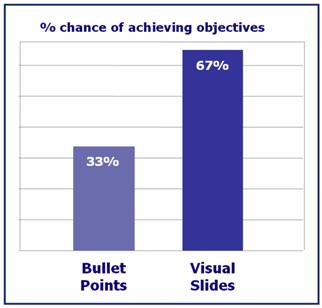 % chance of achieving objectives
67%
33%
Bullet Points
Visual Slides